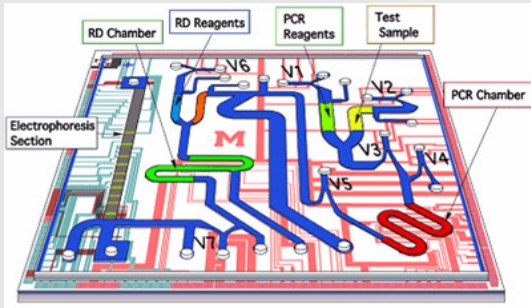 RD Chamber
RD Reagents
PCR
Reagents
Test
Sample
V6
V1
V2
PCR Chamber
Electrophoresis
Section
M
V3
V4
V5
V7